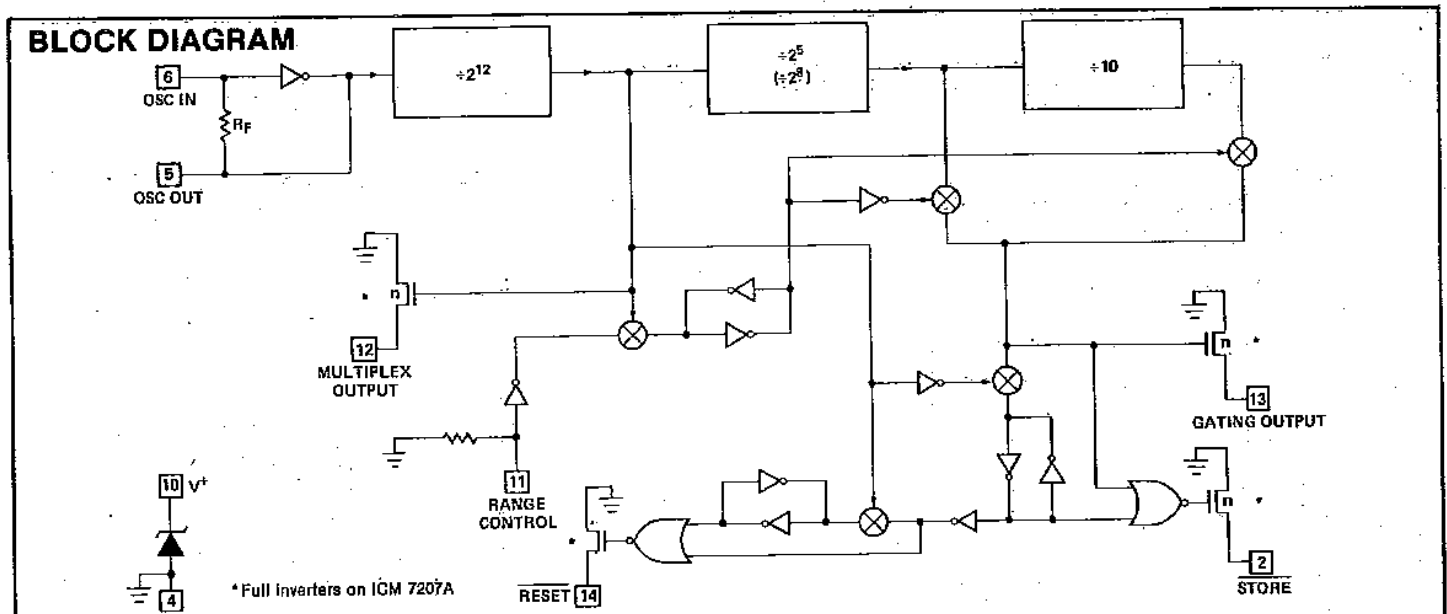 BLOCK DIAGRAM
6
OSC IN
RF
5
OSC OUT
÷2¹²
÷2⁵
(÷2⁸)
÷10
* n
12
MULTIPLEX
OUTPUT
n *
13
GATING OUTPUT
11
RANGE
CONTROL
10 V+
4
*Full inverters on ICM 7207A
*
RESET 14
n *
2
STORE